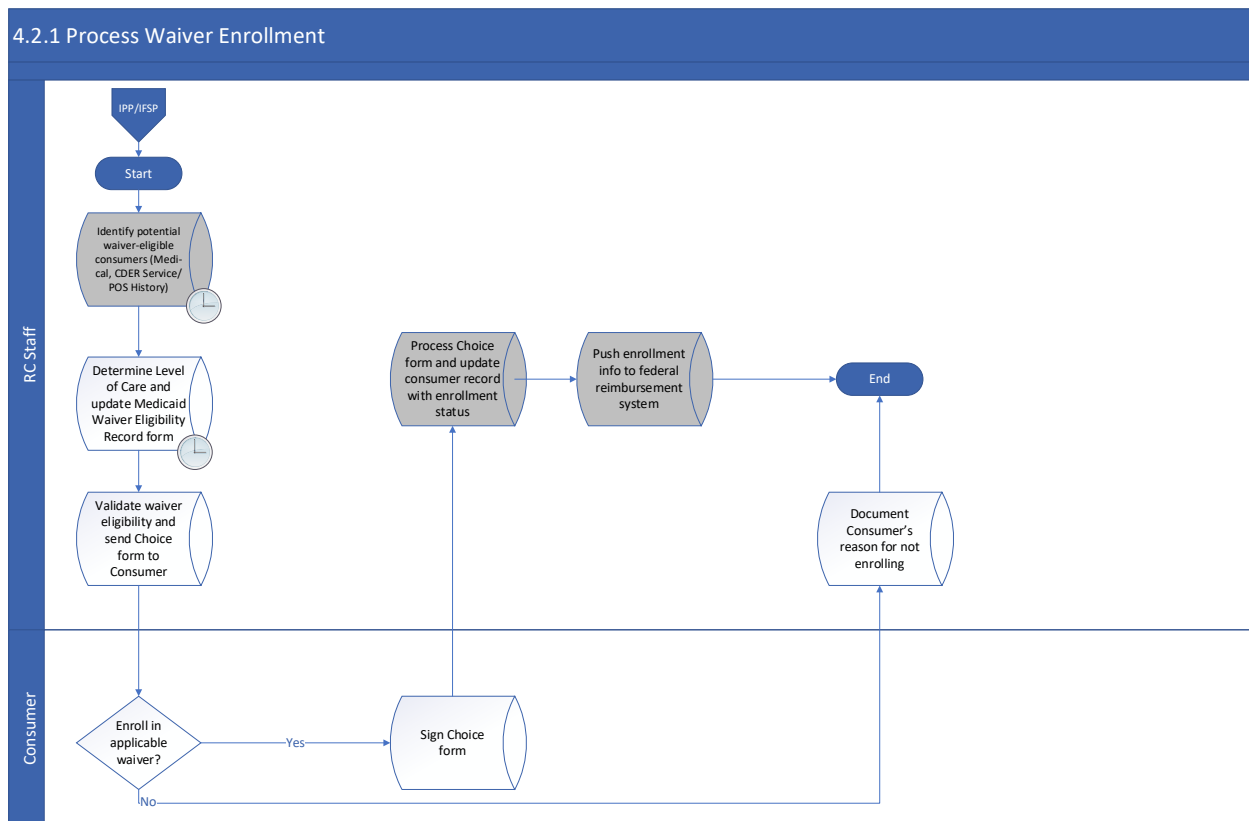 4.2.1 Process Waiver Enrollment
RC Staff
IPP/IFSP
Start
Identify potential
waiver-eligible
consumers (Medi-
cal, CDER Service/
POS History)
Determine Level
of Care and
update Medicaid
Waiver Eligibility
Record form
Validate waiver
eligibility and
send Choice
form to
Consumer
Process Choice
form and update
consumer record
with enrollment
status
Push enrollment
info to federal
reimbursement
system
End
Document
Consumer's
reason for not
enrolling
Consumer
Enroll in
applicable
waiver?
Yes
Sign Choice
form
No